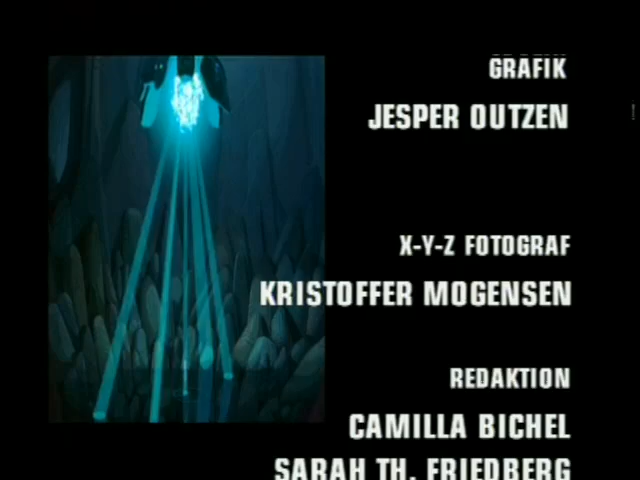 GRAFIK
JESPER OUTZEN
X-Y-Z FOTOGRAF
KRISTOFFER MOGENSEN
REDAKTION
CAMILLA BICHEL
SARAH TH. FRIEDBERG